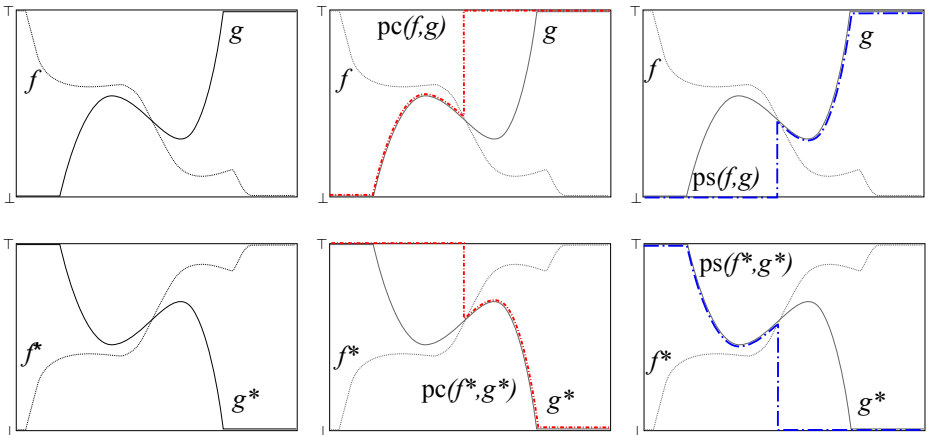 ⊤ ⊤ ⊤
g pc(f,g) g g
f f f
ps(f,g)
⊥ ⊥ ⊥
⊤ ⊤ ⊤
ps(f*,g*)
f* f* f*
g* pc(f*,g*) g* g*
⊥ ⊥ ⊥